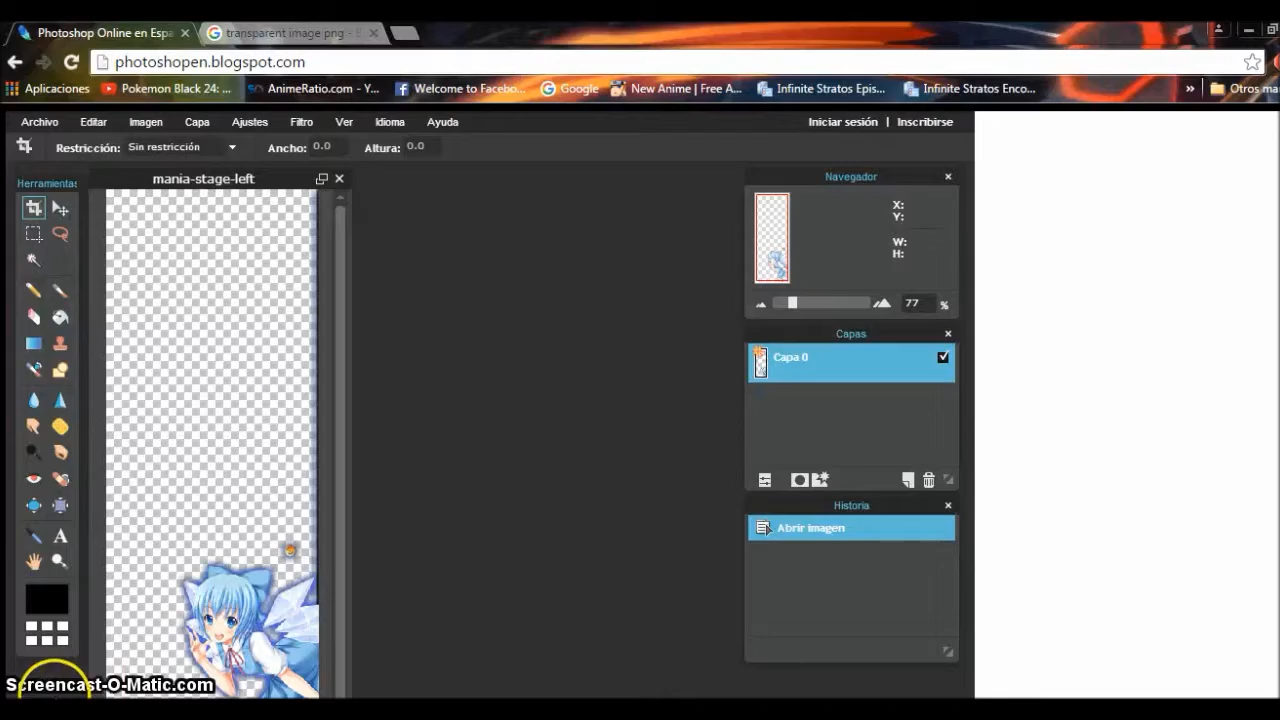 Photoshop Online en Espa
transparent image png - E
photoshopen.blogspot.com
Aplicaciones Pokemon Black 24: ... AnimeRatio.com - Y... Welcome to Facebo... Google New Anime | Free A... Infinite Stratos Epis... Infinite Stratos Enco... » Otros ma
Archivo Editar Imagen Capa Ajustes Filtro Ver Idioma Ayuda Iniciar sesión | Inscribirse
Restricción: Sin restricción Ancho: 0.0 Altura: 0.0
Herramientas
mania-stage-left
Navegador
X:
Y:
W:
H:
77 %
Capas
Capa 0
Historia
Abrir imagen
A
Screencast-O-Matic.com